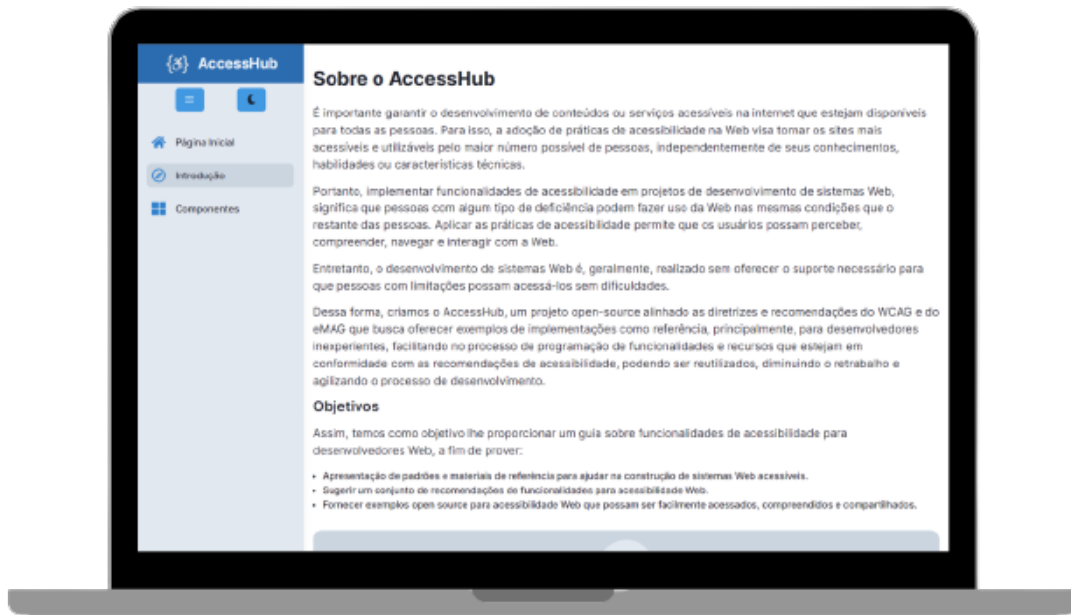 AccessHub
Página Inicial
Introdução
Componentes
Sobre o AccessHub
É importante garantir o desenvolvimento de conteúdos ou serviços acessíveis na internet que estejam disponíveis
para todas as pessoas. Para isso, a adoção de práticas de acessibilidade na Web visa tornar os sites mais
acessíveis e utilizáveis pelo maior número possível de pessoas, independentemente de seus conhecimentos,
habilidades ou características técnicas.
Portanto, implementar funcionalidades de acessibilidade em projetos de desenvolvimento de sistemas Web,
significa que pessoas com algum tipo de deficiência podem fazer uso da Web nas mesmas condições que o
restante das pessoas. Aplicar as práticas de acessibilidade permite que os usuários possam perceber,
compreender, navegar e interagir com a Web.
Entretanto, o desenvolvimento de sistemas Web é, geralmente, realizado sem oferecer o suporte necessário para
que pessoas com limitações possam acessá-los sem dificuldades.
Dessa forma, criamos o AccessHub, um projeto open-source alinhado as diretrizes e recomendações do WCAG e do
eMAG que busca oferecer exemplos de implementações como referência, principalmente, para desenvolvedores
inexperientes, facilitando no processo de programação de funcionalidades e recursos que estejam em
conformidade com as recomendações de acessibilidade, podendo ser reutilizados, diminuindo o retrabalho e
agilizando o processo de desenvolvimento.
Objetivos
Assim, temos como objetivo lhe proporcionar um guia sobre funcionalidades de acessibilidade para
desenvolvedores Web, a fim de prover:
• Apresentação de padrões e materiais de referência para ajudar na construção de sistemas Web acessíveis.
• Sugerir um conjunto de recomendações de funcionalidades para acessibilidade Web.
• Fornecer exemplos open source para acessibilidade Web que possam ser facilmente acessados, compreendidos e compartilhados.